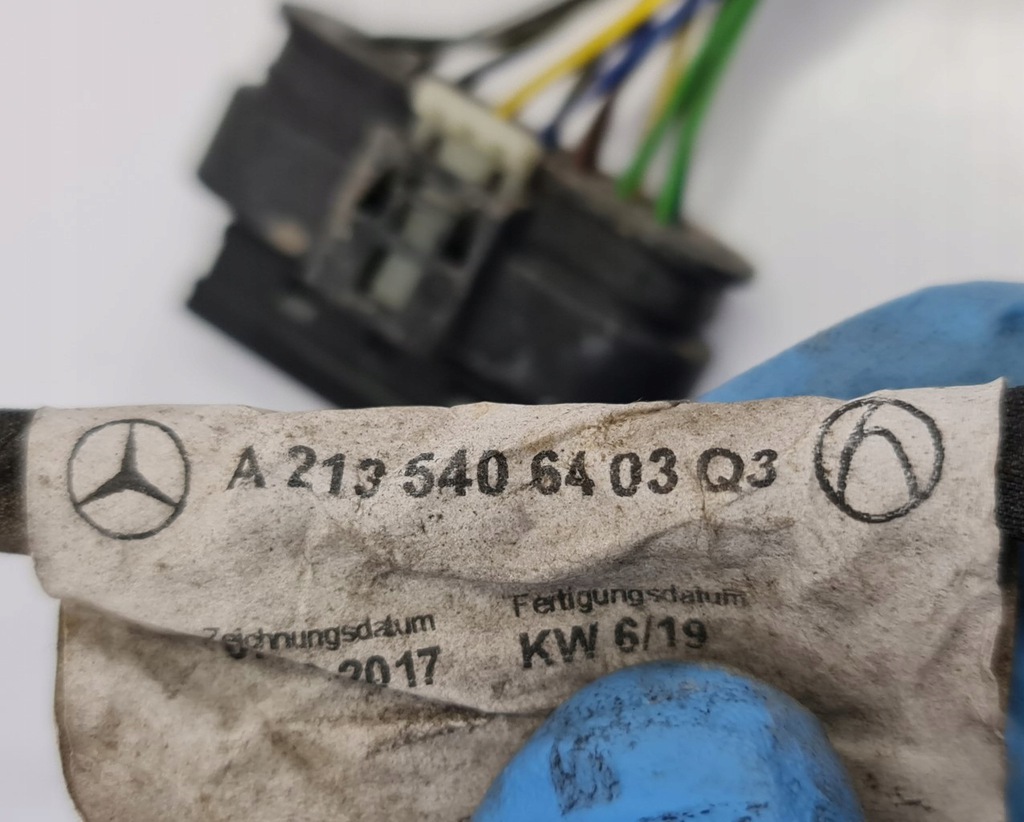 A 213 540 64 03 Q3
Zeichnungsdatum
Fertigungsdatum
2017
KW 6/19